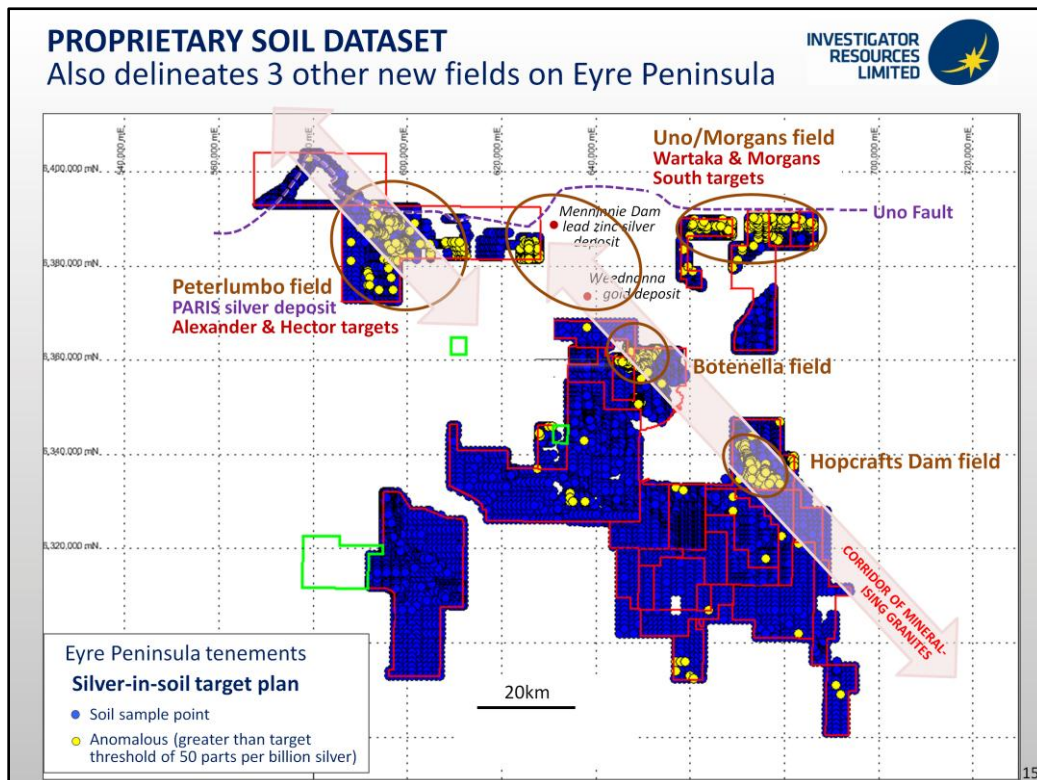 PROPRIETARY SOIL DATASET
Also delineates 3 other new fields on Eyre Peninsula
INVESTIGATOR
RESOURCES
LIMITED
540,000 mE
560,000 mE
600,000 mE
620,000 mE
640,000 mE
700,000 mE
720,000 mE
6,400,000 mN
6,380,000 mN
6,360,000 mN
6,340,000 mN
6,320,000 mN
Uno/Morgans field
Wartaka & Morgans
South targets
Uno Fault
Menninnie Dam
lead zinc silver
deposit
Weednanna
gold deposit
Peterlumbo field
PARIS silver deposit
Alexander & Hector targets
Botenella field
Hopcrafts Dam field
CORRIDOR OF MINERAL-
ISING GRANITES
Eyre Peninsula tenements
Silver-in-soil target plan
Soil sample point
Anomalous (greater than target
threshold of 50 parts per billion silver)
20km
15